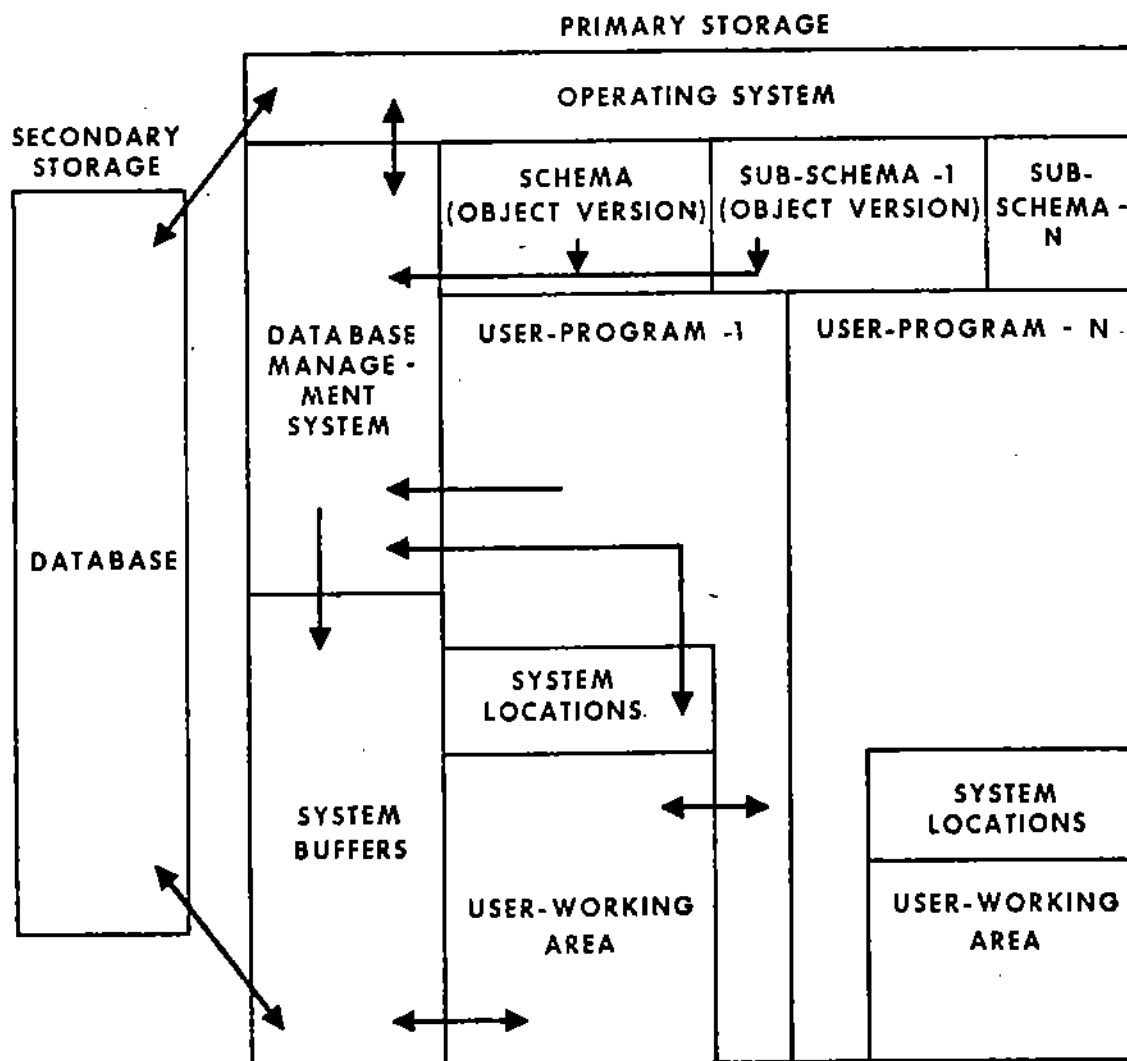 PRIMARY STORAGE
OPERATING SYSTEM
SECONDARY
STORAGE
SCHEMA
(OBJECT VERSION)
SUB-SCHEMA -1
(OBJECT VERSION)
SUB-
SCHEMA -
N
DATABASE
MANAGE -
MENT
SYSTEM
USER-PROGRAM -1
USER-PROGRAM - N
DATABASE
SYSTEM
LOCATIONS
SYSTEM
BUFFERS
USER-WORKING
AREA
SYSTEM
LOCATIONS
USER-WORKING
AREA